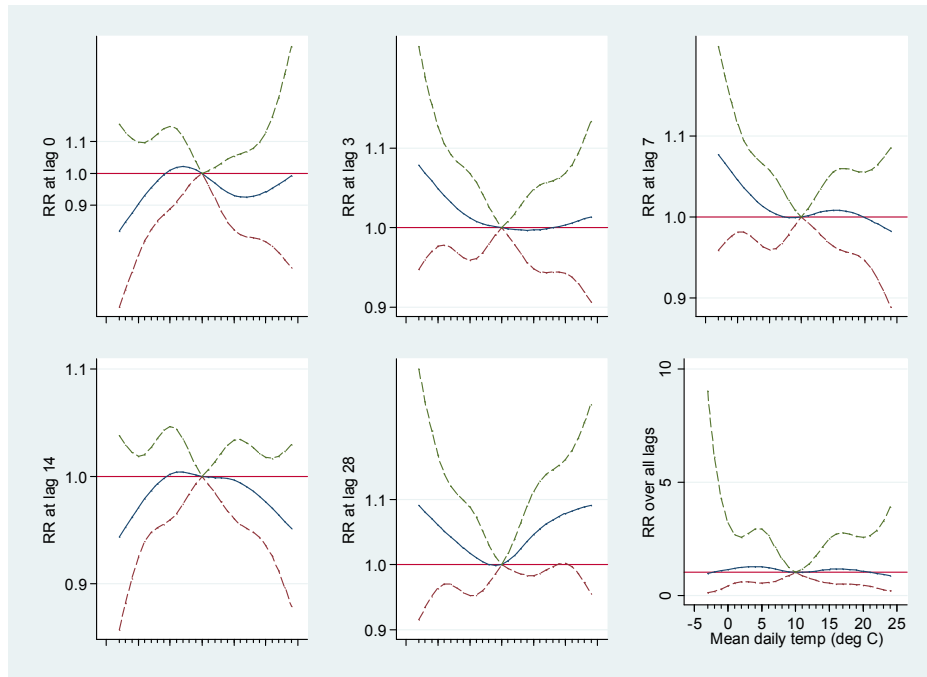 RR at lag 0
1.1
1.0
0.9
RR at lag 3
1.1
1.0
0.9
RR at lag 7
1.1
1.0
0.9
RR at lag 14
1.1
1.0
0.9
RR at lag 28
1.1
1.0
0.9
RR over all lags
10
5
0
-5 0 5 10 15 20 25
Mean daily temp (deg C)